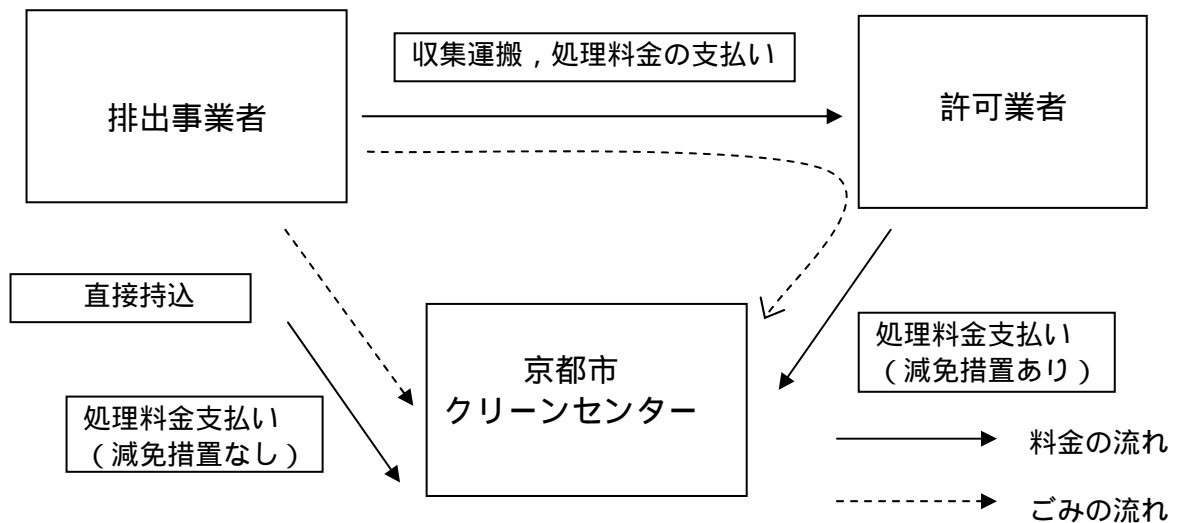 収集運搬，処理料金の支払い
排出事業者
許可業者
直接持込
処理料金支払い
（減免措置あり）
京都市
クリーンセンター
処理料金支払い
（減免措置なし）
料金の流れ
ごみの流れ